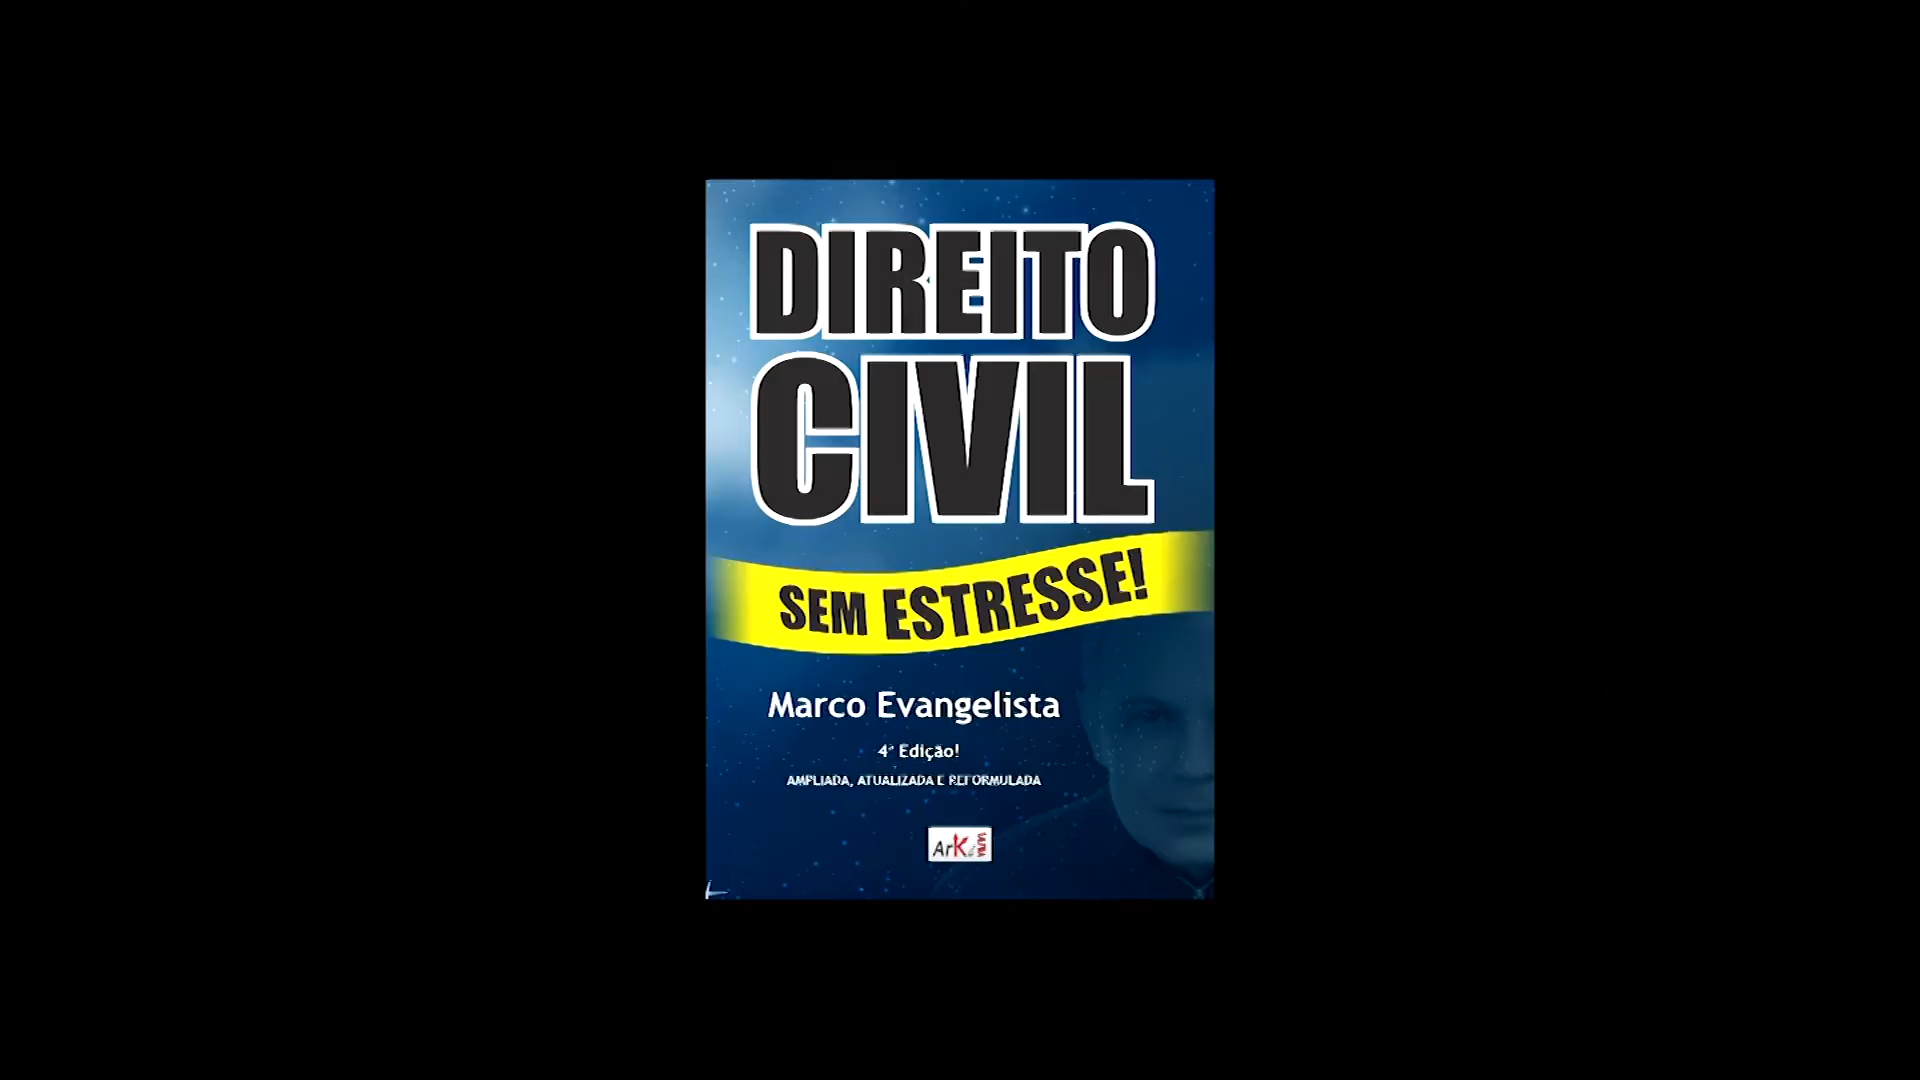 DIREITO
CIVIL
SEM ESTRESSE!
Marco Evangelista
4ª Edição!
AMPLIADA, ATUALIZADA E REFORMULADA